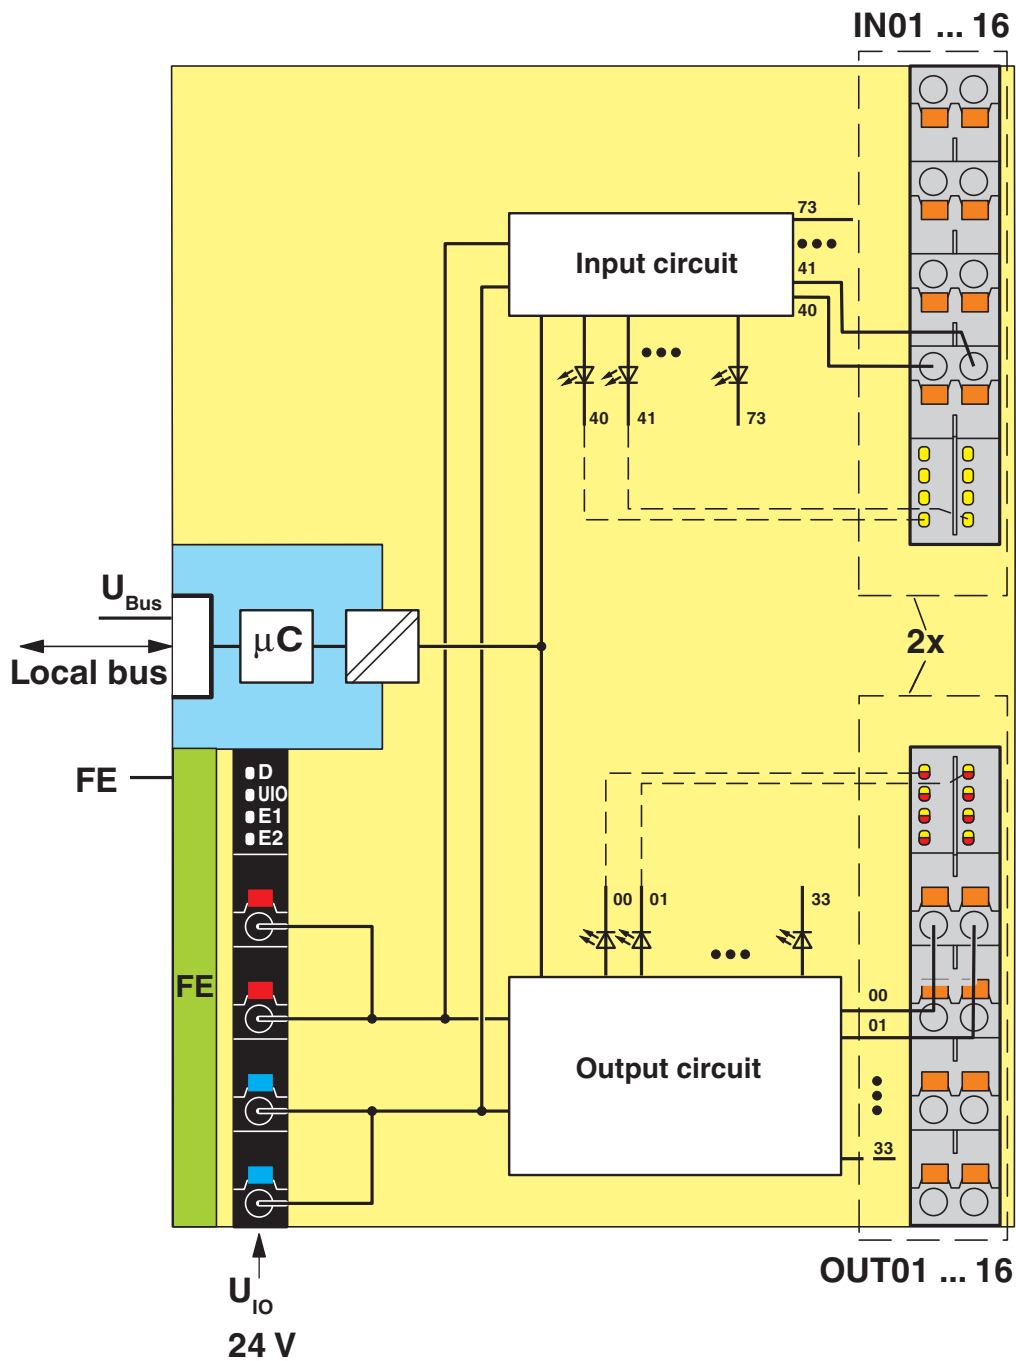 IN01 ... 16
73
Input circuit
41
40
40
41
73
U Bus
µC
2x
Local bus
FE
D
UIO
E1
E2
00
01
33
FE
00
01
Output circuit
33
OUT01 ... 16
U IO
24 V